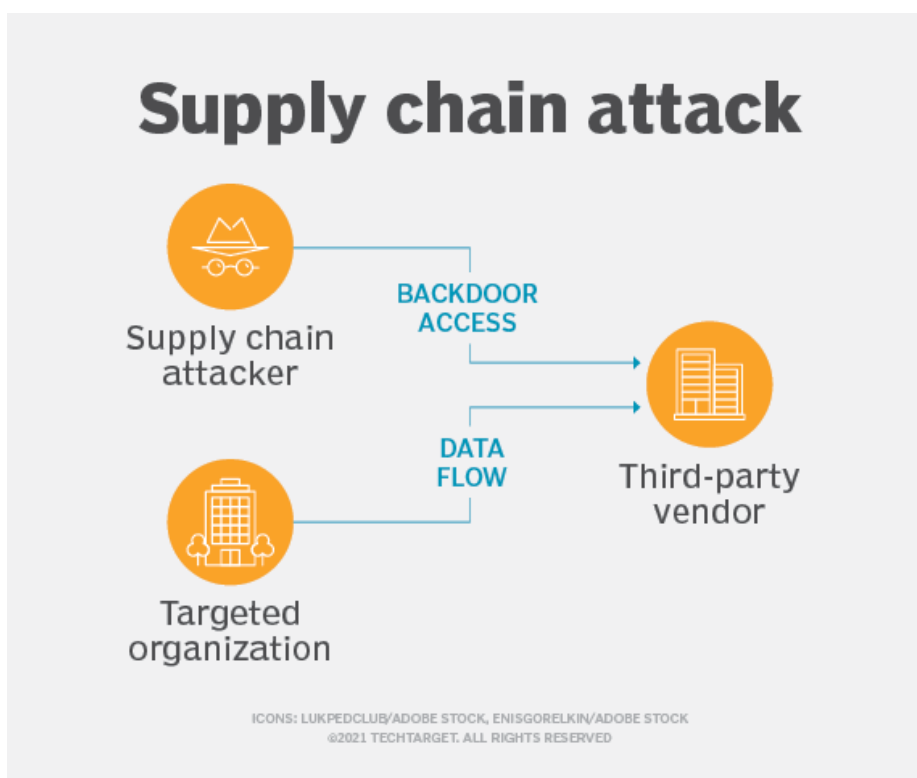 Supply chain attack
Supply chain
attacker
BACKDOOR
ACCESS
DATA
FLOW
Third-party
vendor
Targeted
organization
ICONS: LUKPEDCLUB/ADOBE STOCK, ENISGORELKIN/ADOBE STOCK
©2021 TECHTARGET. ALL RIGHTS RESERVED